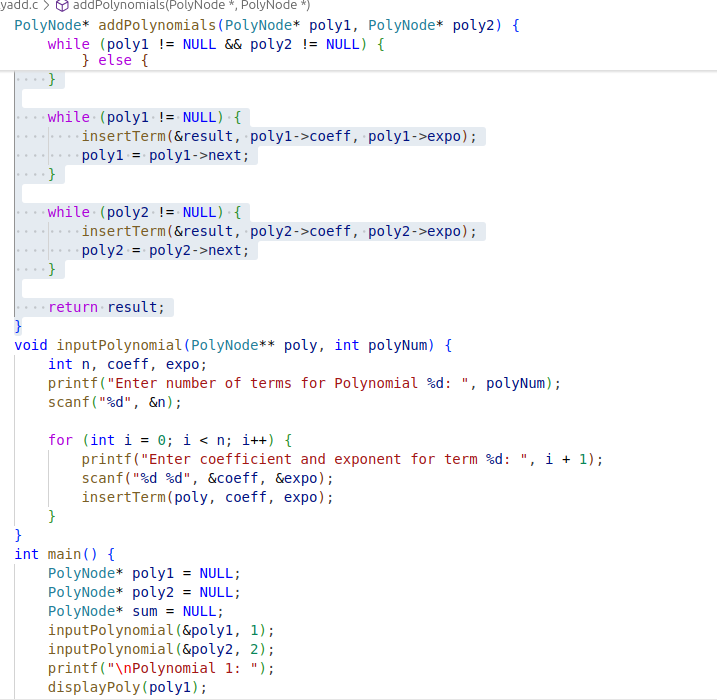 yadd.c > addPolynomials(PolyNode *, PolyNode *)
PolyNode* addPolynomials(PolyNode* poly1, PolyNode* poly2) {
    while (poly1 != NULL && poly2 != NULL) {
        } else {
    }

    while (poly1 != NULL) {
        insertTerm(&result, poly1->coeff, poly1->expo);
        poly1 = poly1->next;
    }

    while (poly2 != NULL) {
        insertTerm(&result, poly2->coeff, poly2->expo);
        poly2 = poly2->next;
    }

    return result;
}
void inputPolynomial(PolyNode** poly, int polyNum) {
    int n, coeff, expo;
    printf("Enter number of terms for Polynomial %d: ", polyNum);
    scanf("%d", &n);

    for (int i = 0; i < n; i++) {
        printf("Enter coefficient and exponent for term %d: ", i + 1);
        scanf("%d %d", &coeff, &expo);
        insertTerm(poly, coeff, expo);
    }
}
int main() {
    PolyNode* poly1 = NULL;
    PolyNode* poly2 = NULL;
    PolyNode* sum = NULL;
    inputPolynomial(&poly1, 1);
    inputPolynomial(&poly2, 2);
    printf("\nPolynomial 1: ");
    displayPoly(poly1);